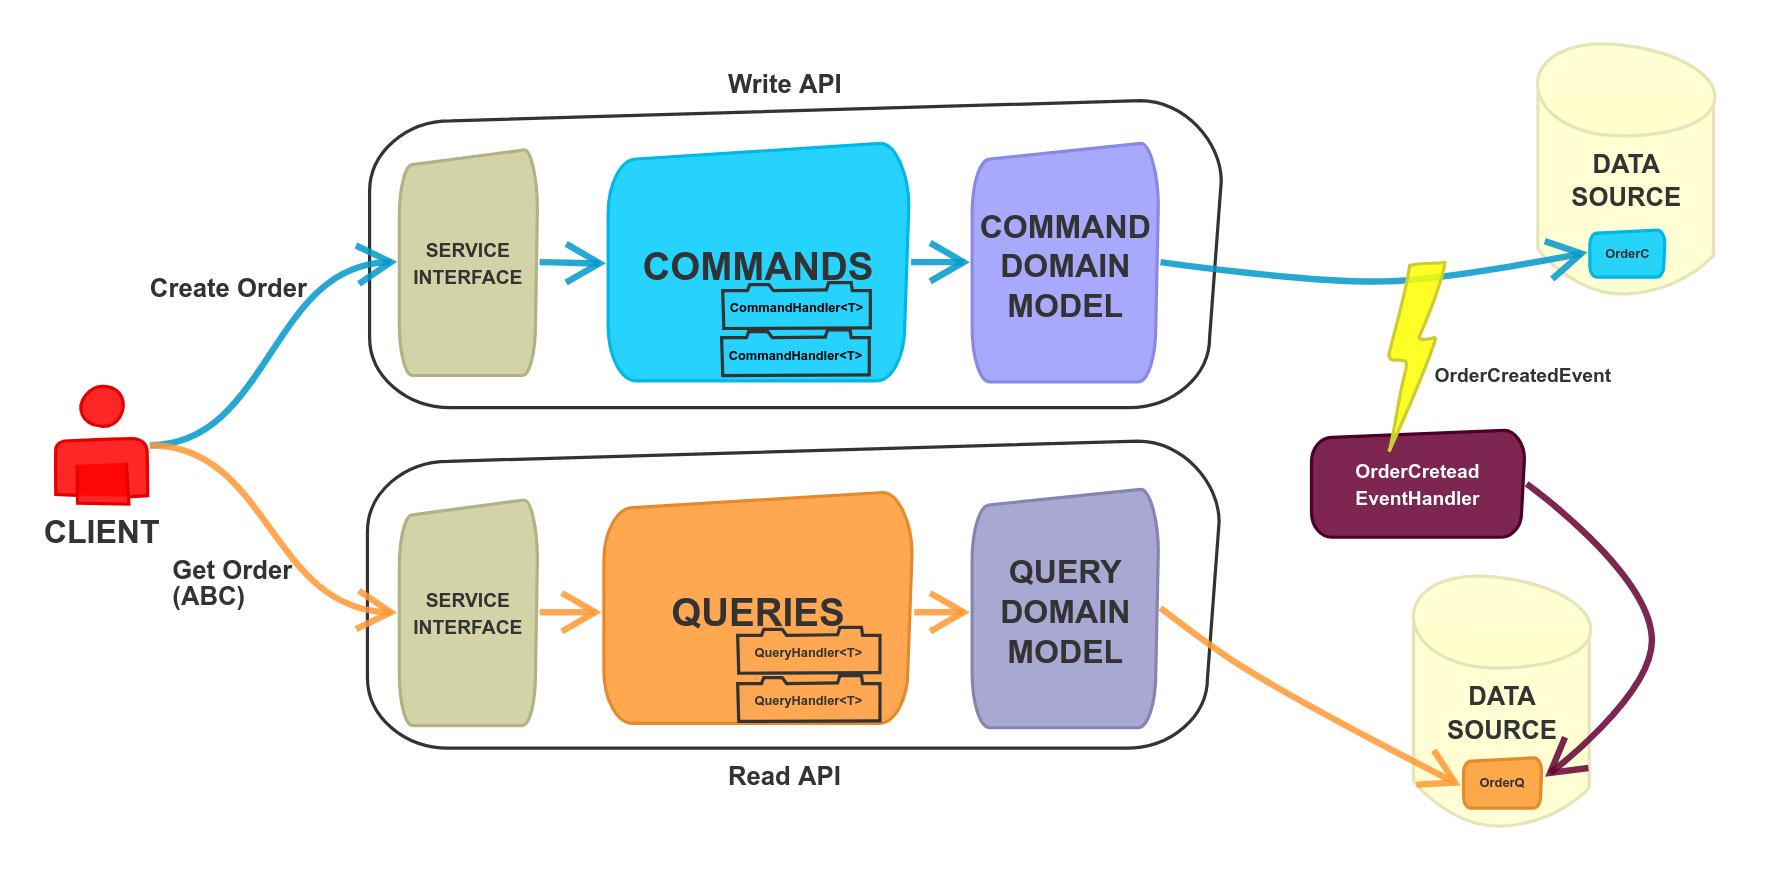 Write API
DATA
SOURCE
OrderC
SERVICE
INTERFACE
COMMANDS
CommandHandler<T>
CommandHandler<T>
COMMAND
DOMAIN
MODEL
Create Order
OrderCreatedEvent
OrderCretead
EventHandler
CLIENT
Get Order
(ABC)
SERVICE
INTERFACE
QUERIES
QueryHandler<T>
QueryHandler<T>
QUERY
DOMAIN
MODEL
DATA
SOURCE
OrderQ
Read API